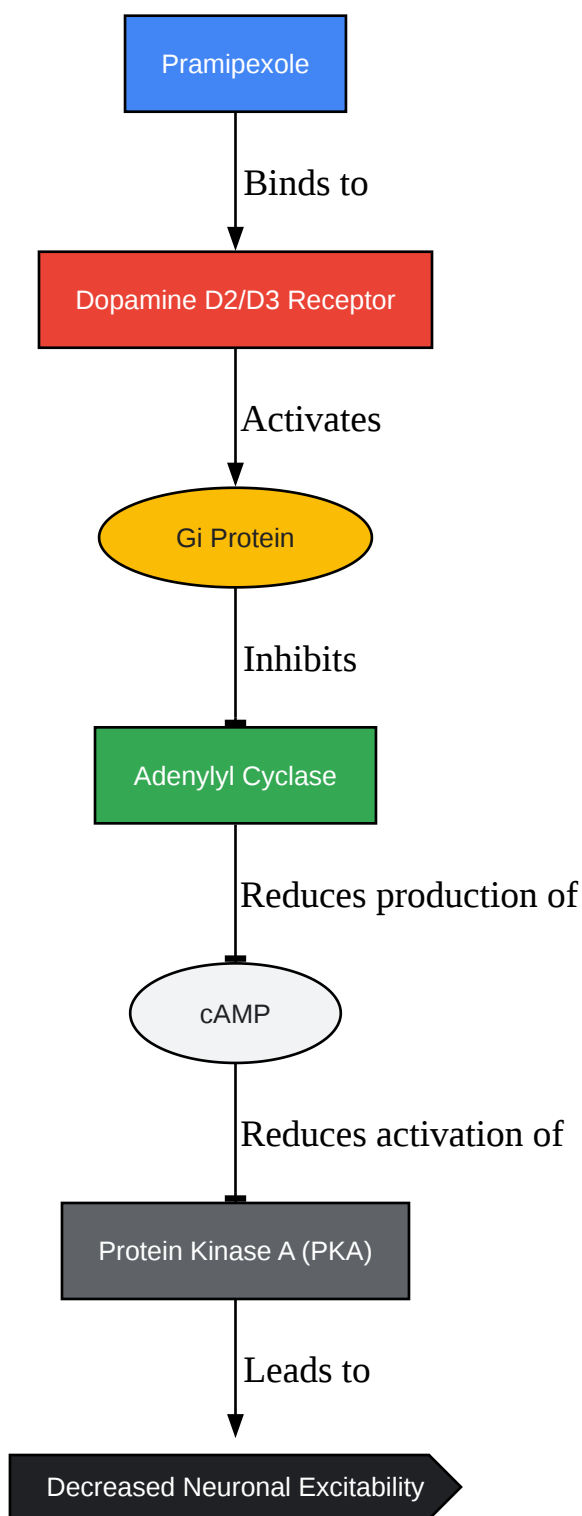 Pramipexole
Binds to
Dopamine D2/D3 Receptor
Activates
Gi Protein
Inhibits
Adenylyl Cyclase
Reduces production of
cAMP
Reduces activation of
Protein Kinase A (PKA)
Leads to
Decreased Neuronal Excitability